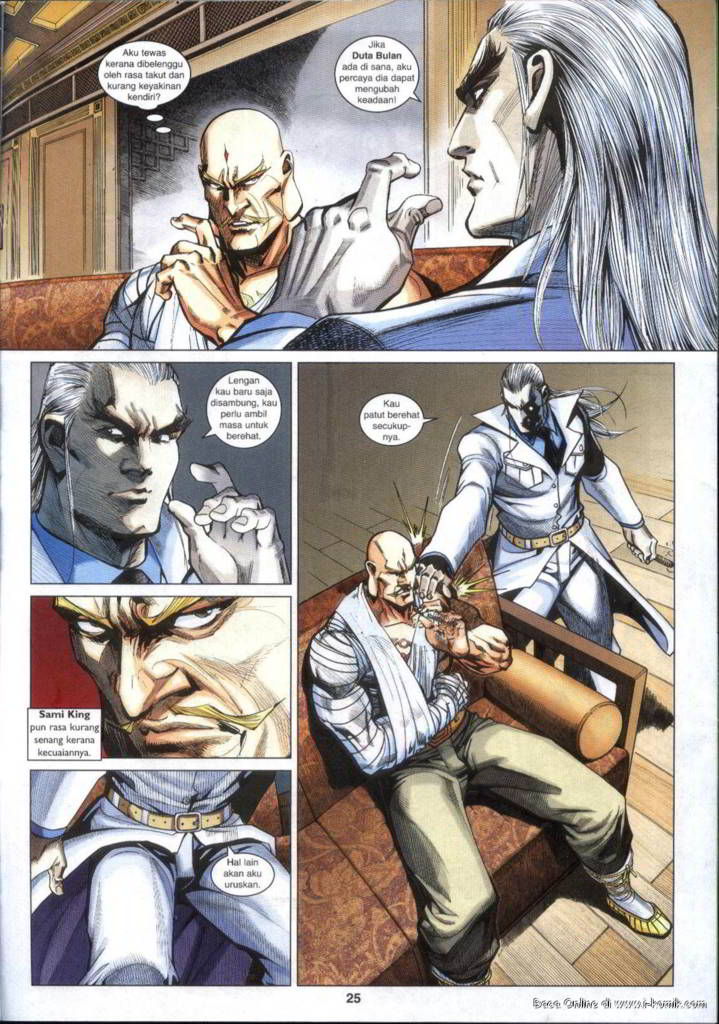 Aku tewas
kerana dibelenggu
oleh rasa takut dan
kurang keyakinan
kendiri?
Jika
Duta Bulan
ada di sana, aku
percaya dia dapat
mengubah
keadaan!
Lengan
kau baru saja
disambung, kau
perlu ambil
masa untuk
berehat.
Kau
patut berehat
secukup-
nya.
Sami King
pun rasa kurang
senang kerana
kecuaiannya.
Hal lain
akan aku
uruskan.
25
Baca Online di www.i-komik.com